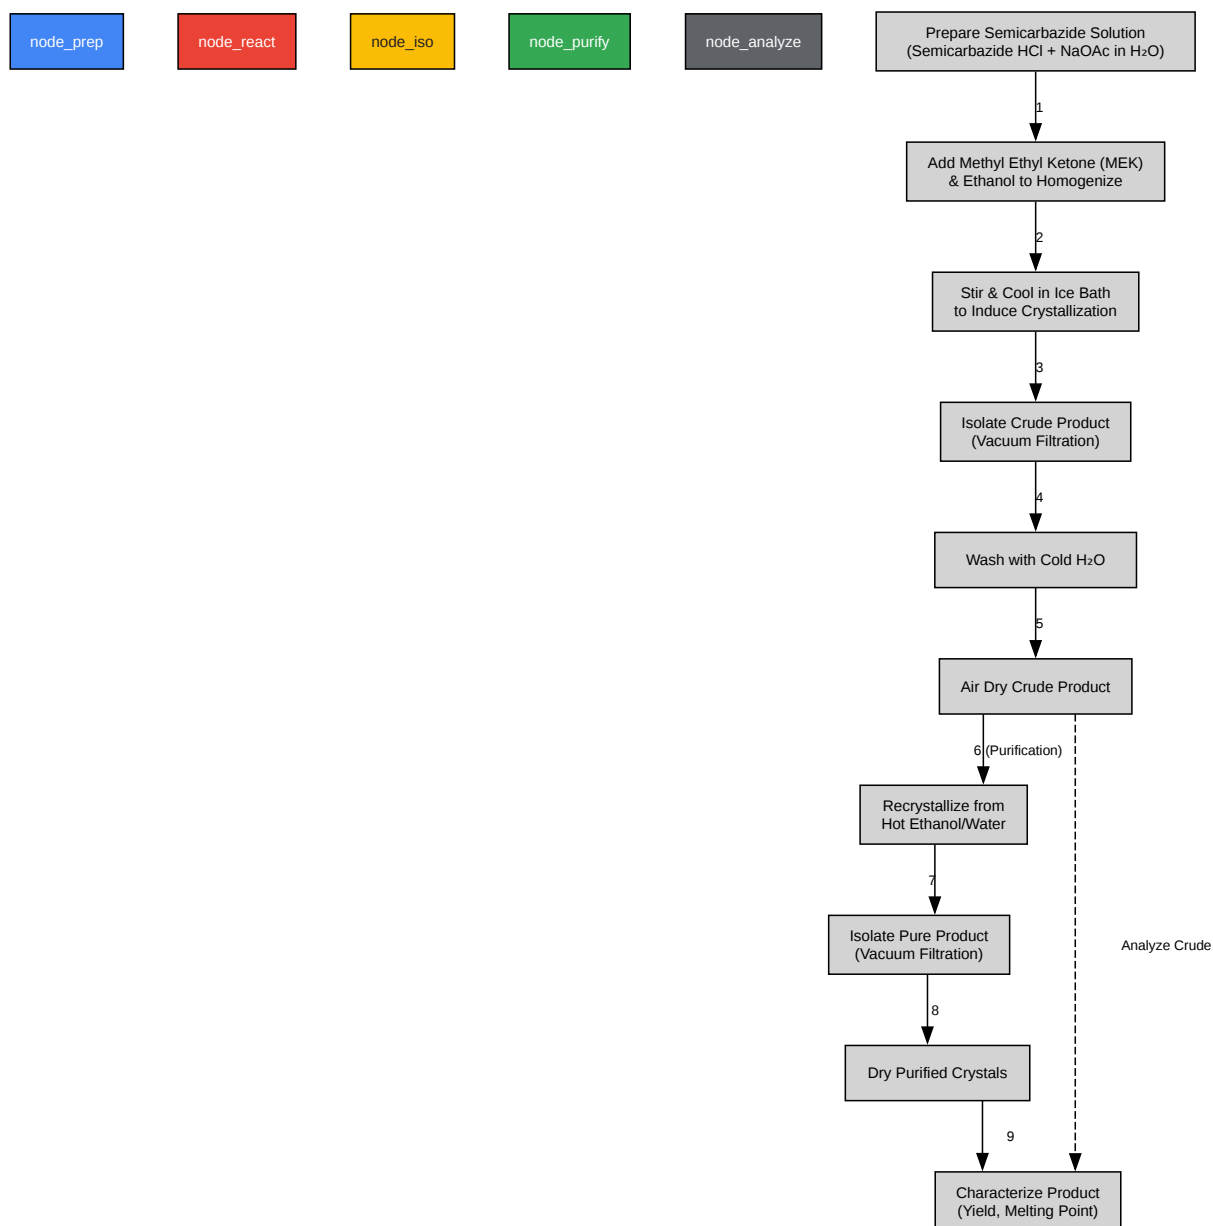 node_prep
node_react
node_iso
node_purify
node_analyze
Prepare Semicarbazide Solution
(Semicarbazide HCl + NaOAc in H₂O)
1
Add Methyl Ethyl Ketone (MEK)
& Ethanol to Homogenize
2
Stir & Cool in Ice Bath
to Induce Crystallization
3
Isolate Crude Product
(Vacuum Filtration)
4
Wash with Cold H₂O
5
Air Dry Crude Product
6 (Purification)
Recrystallize from
Hot Ethanol/Water
7
Isolate Pure Product
(Vacuum Filtration)
Analyze Crude
8
Dry Purified Crystals
9
Characterize Product
(Yield, Melting Point)